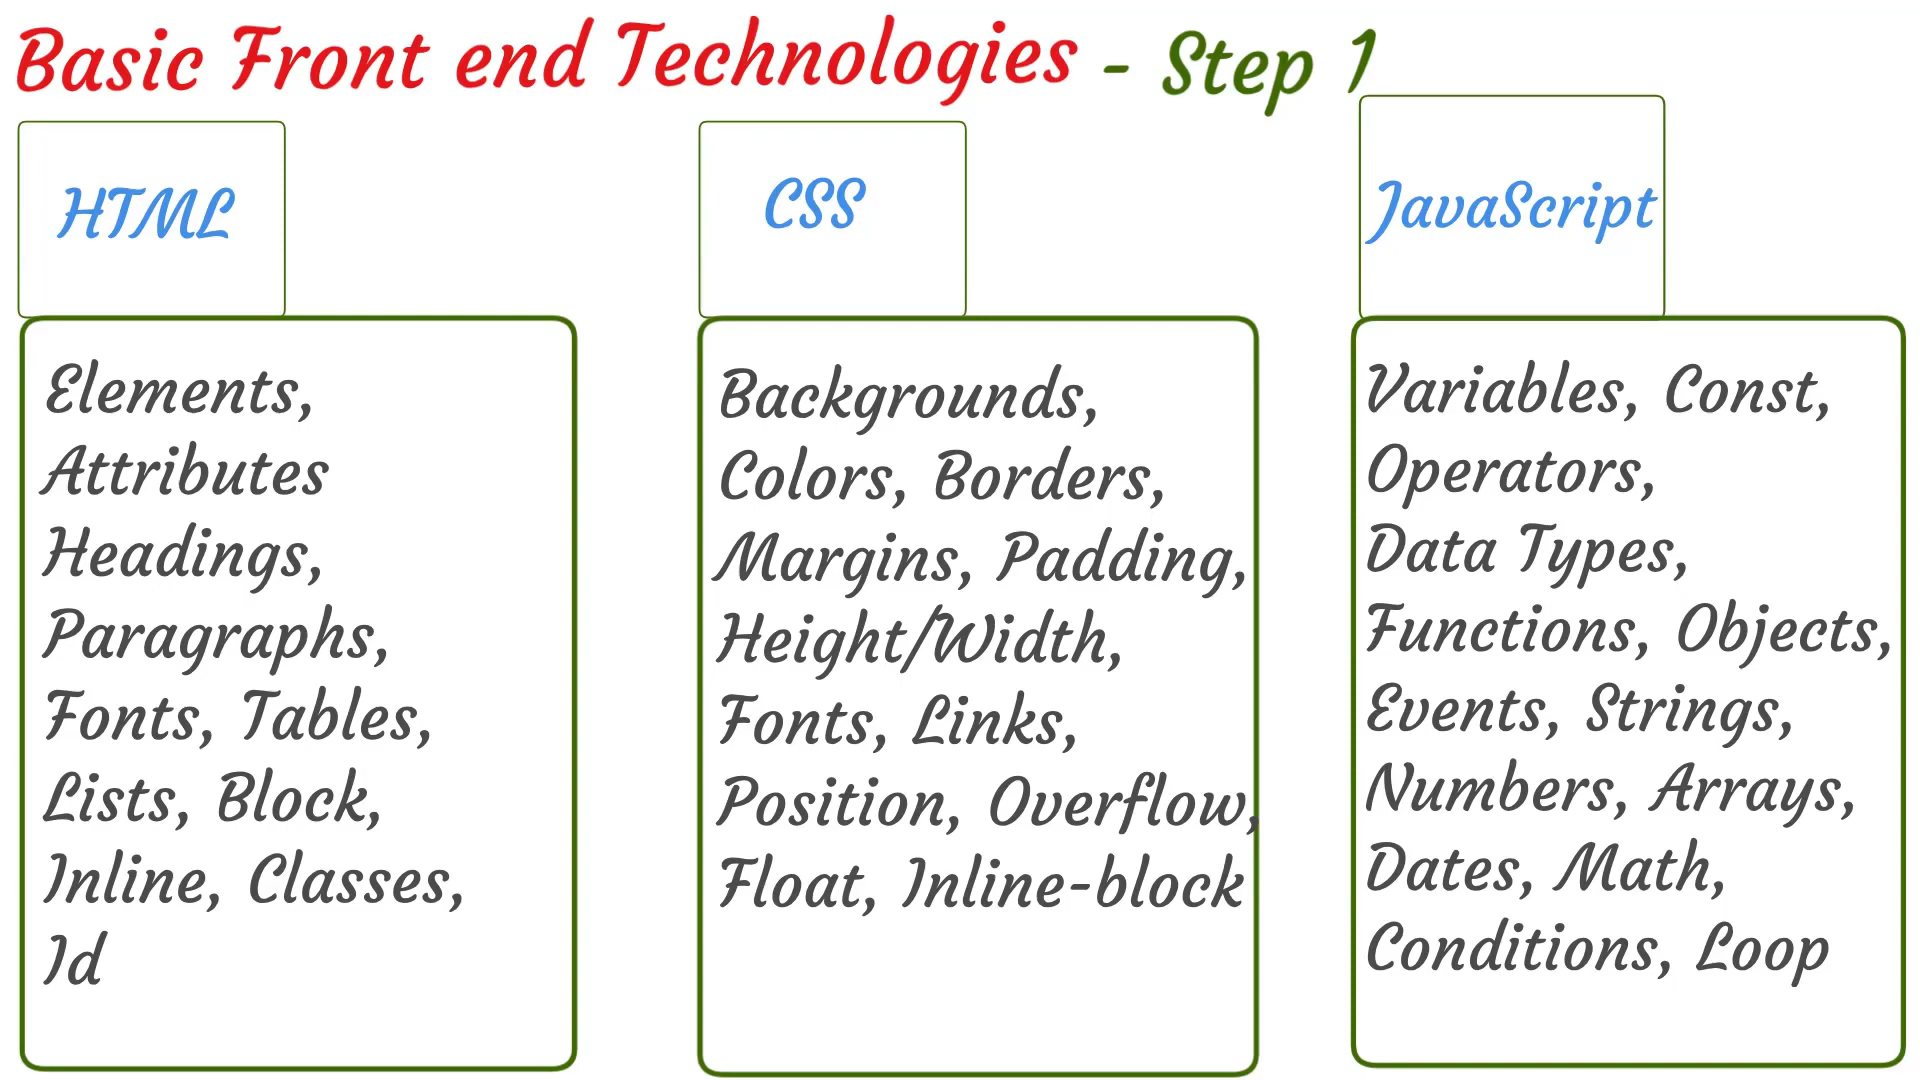 Basic Front end Technologies - Step 1
HTML
Elements,
Attributes
Headings,
Paragraphs,
Fonts, Tables,
Lists, Block,
Inline, Classes,
Id
CSS
Backgrounds,
Colors, Borders,
Margins, Padding,
Height/Width,
Fonts, Links,
Position, Overflow,
Float, Inline-block
JavaScript
Variables, Const,
Operators,
Data Types,
Functions, Objects,
Events, Strings,
Numbers, Arrays,
Dates, Math,
Conditions, Loop